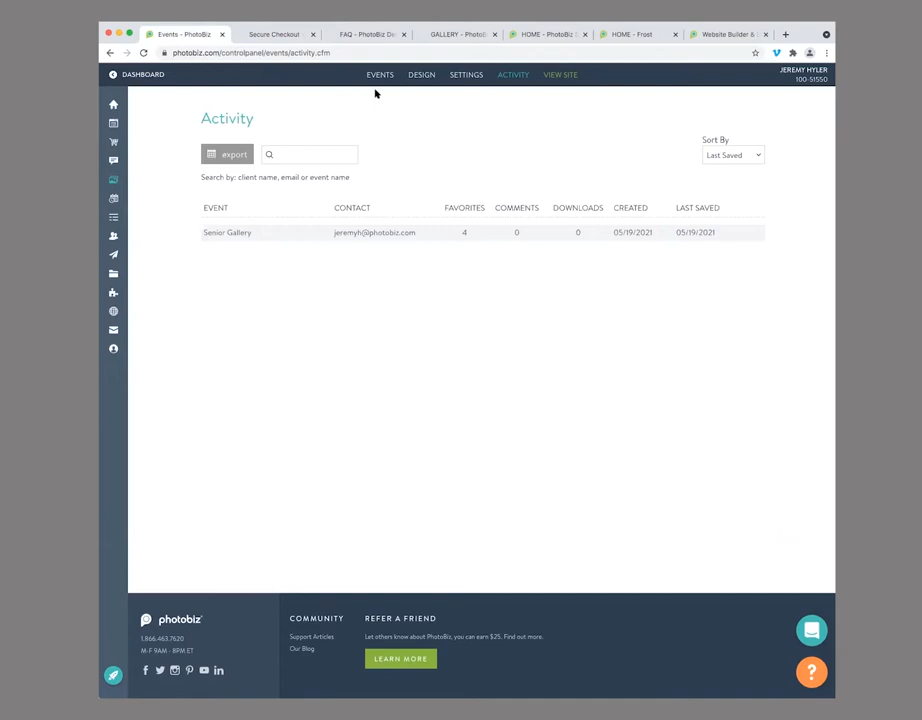 Events - PhotoBiz
Secure Checkout
FAQ - PhotoBiz De
GALLERY - PhotoB
HOME - PhotoBiz
HOME - Frost
Website Builder &
photobiz.com/controlpanel/events/activity.cfm
DASHBOARD
EVENTS DESIGN SETTINGS ACTIVITY VIEW SITE
JEREMY HYLER
100-51550
Activity
export
Sort By
Last Saved
Search by: client name, email or event name
EVENT CONTACT FAVORITES COMMENTS DOWNLOADS CREATED LAST SAVED
Senior Gallery jeremyh@photobiz.com 4 0 0 05/19/2021 05/19/2021
photobiz
1.866.463.7620
M-F 9AM - 8PM ET
COMMUNITY
Support Articles
Our Blog
REFER A FRIEND
Let others know about PhotoBiz, you can earn $25. Find out more.
LEARN MORE
?